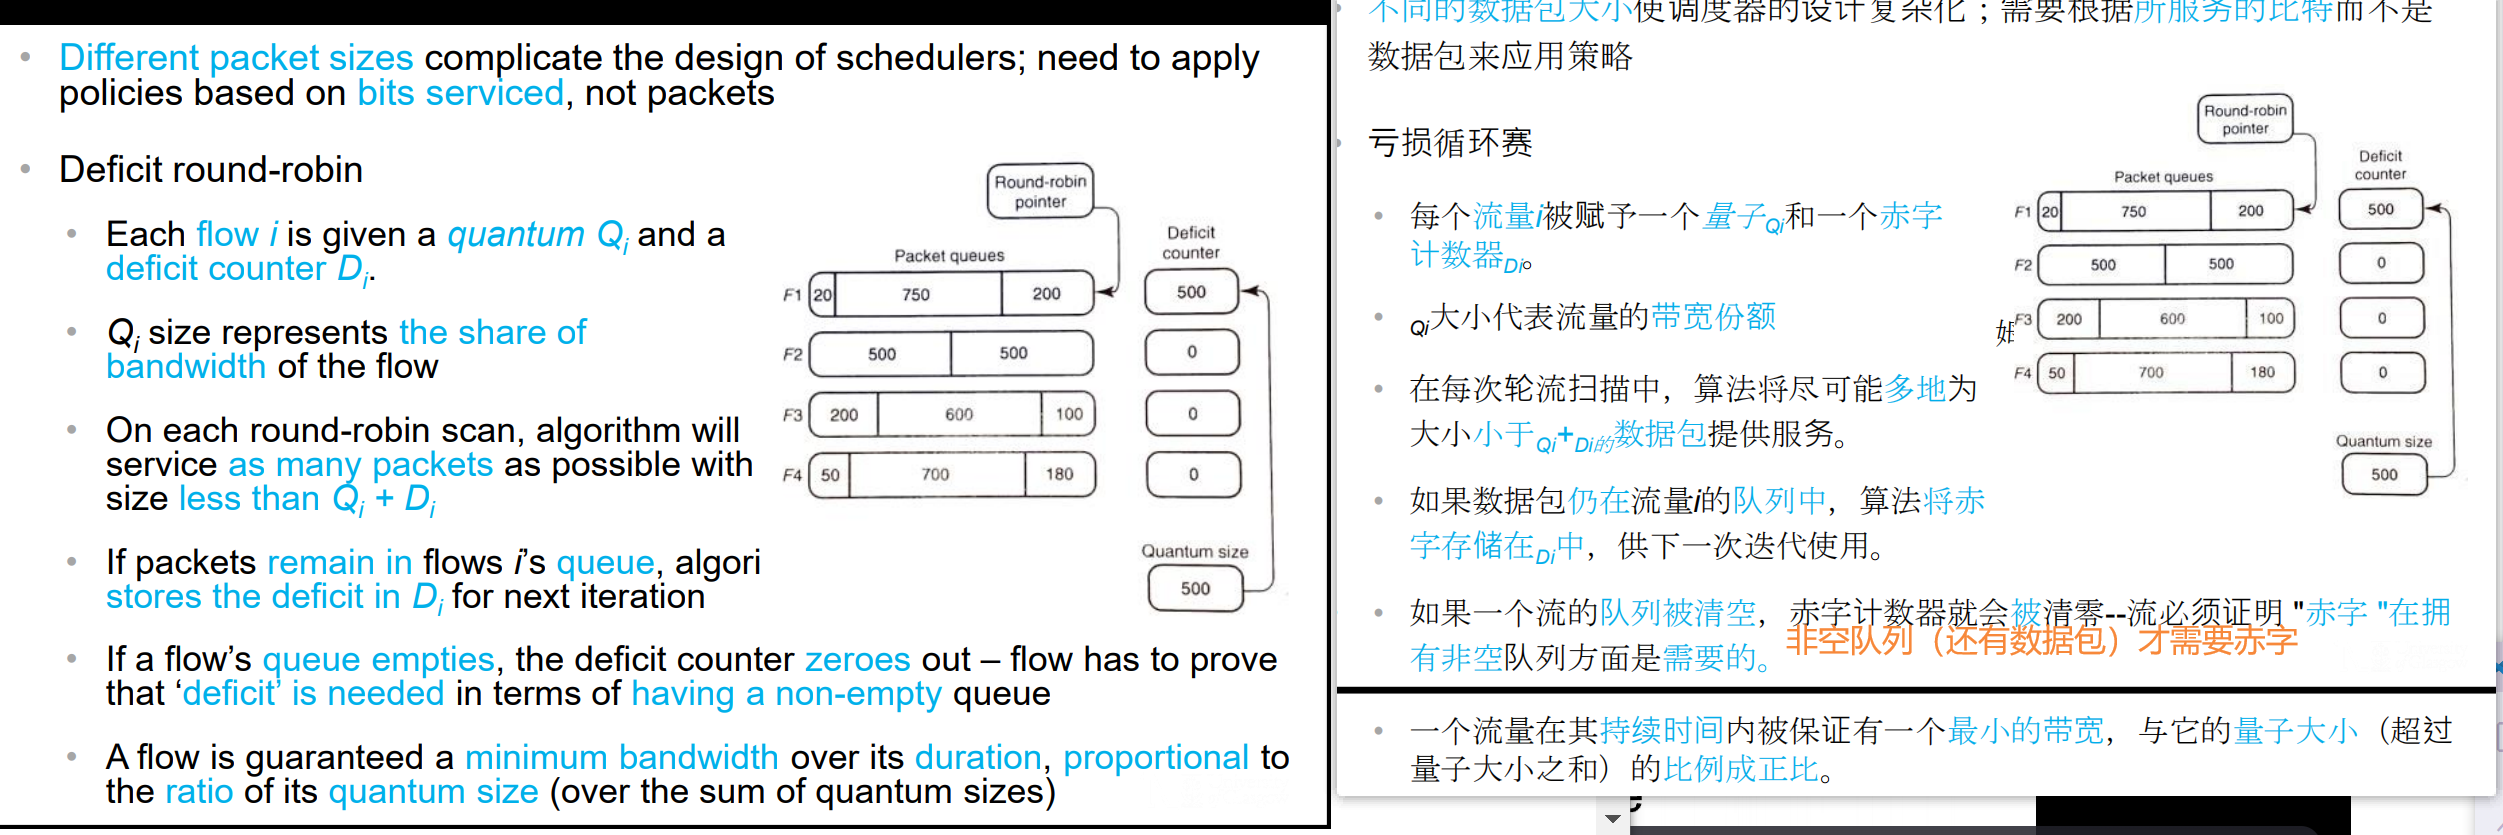 Different packet sizes complicate the design of schedulers; need to apply
policies based on bits serviced, not packets
Deficit round-robin
Each flow i is given a quantum Qi and a
deficit counter Di.
Qi size represents the share of
bandwidth of the flow
On each round-robin scan, algorithm will
service as many packets as possible with
size less than Qi + Di
If packets remain in flows i's queue, algori
stores the deficit in Di for next iteration
If a flow's queue empties, the deficit counter zeroes out – flow has to prove
that 'deficit' is needed in terms of having a non-empty queue
A flow is guaranteed a minimum bandwidth over its duration, proportional to
the ratio of its quantum size (over the sum of quantum sizes)
Round-robin
pointer
Deficit
counter
Packet queues
F1 20 750 200 500
F2 500 500 0
F3 200 600 100 0
F4 50 700 180 0
Quantum size
500
不同的数据包大小使调度器的设计复杂化；需要根据所服务的比特而不是
数据包来应用策略
亏损循环赛
每个流量i被赋予一个量子Qi和一个赤字
计数器Di。
Qi大小代表流量的带宽份额
在每次轮流扫描中，算法将尽可能多地为
大小小于Qi+Di的数据包提供服务。
如果数据包仍在流量i的队列中，算法将赤
字存储在Di中，供下一次迭代使用。
如果一个流的队列被清空，赤字计数器就会被清零--流必须证明 "赤字 "在拥
有非空队列方面是需要的。
非空队列（还有数据包）才需要赤字
一个流量在其持续时间内被保证有一个最小的带宽，与它的量子大小（超过
量子大小之和）的比例成正比。
Round-robin
pointer
Deficit
counter
Packet queues
F1 20 750 200 500
F2 500 500 0
F3 200 600 100 0
F4 50 700 180 0
Quantum size
500